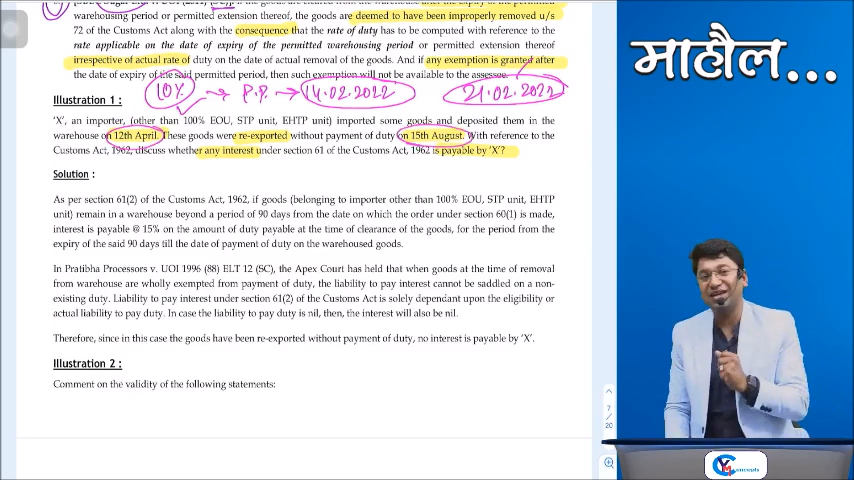 the goods are cleared from the warehouse after the expiry of the permitted
warehousing period or permitted extension thereof, the goods are deemed to have been improperly removed u/s
72 of the Customs Act along with the consequence that the rate of duty has to be computed with reference to the
rate applicable on the date of expiry of the permitted warehousing period or permitted extension thereof
irrespective of actual rate of duty on the date of actual removal of the goods. And if any exemption is granted after
the date of expiry of the said permitted period, then such exemption will not be available to the assessee.
10% → P.P. → 14.02.2022 21.02.2022
Illustration 1 :
'X', an importer, (other than 100% EOU, STP unit, EHTP unit) imported some goods and deposited them in the
warehouse on 12th April. These goods were re-exported without payment of duty on 15th August. With reference to the
Customs Act, 1962, discuss whether any interest under section 61 of the Customs Act, 1962 is payable by 'X'?
Solution :
As per section 61(2) of the Customs Act, 1962, if goods (belonging to importer other than 100% EOU, STP unit, EHTP
unit) remain in a warehouse beyond a period of 90 days from the date on which the order under section 60(1) is made,
interest is payable @ 15% on the amount of duty payable at the time of clearance of the goods, for the period from the
expiry of the said 90 days till the date of payment of duty on the warehoused goods.
In Pratibha Processors v. UOI 1996 (88) ELT 12 (SC), the Apex Court has held that when goods at the time of removal
from warehouse are wholly exempted from payment of duty, the liability to pay interest cannot be saddled on a non-
existing duty. Liability to pay interest under section 61(2) of the Customs Act is solely dependant upon the eligibility or
actual liability to pay duty. In case the liability to pay duty is nil, then, the interest will also be nil.
Therefore, since in this case the goods have been re-exported without payment of duty, no interest is payable by 'X'.
Illustration 2 :
Comment on the validity of the following statements:
माहौल...
7
/
20
Concepts